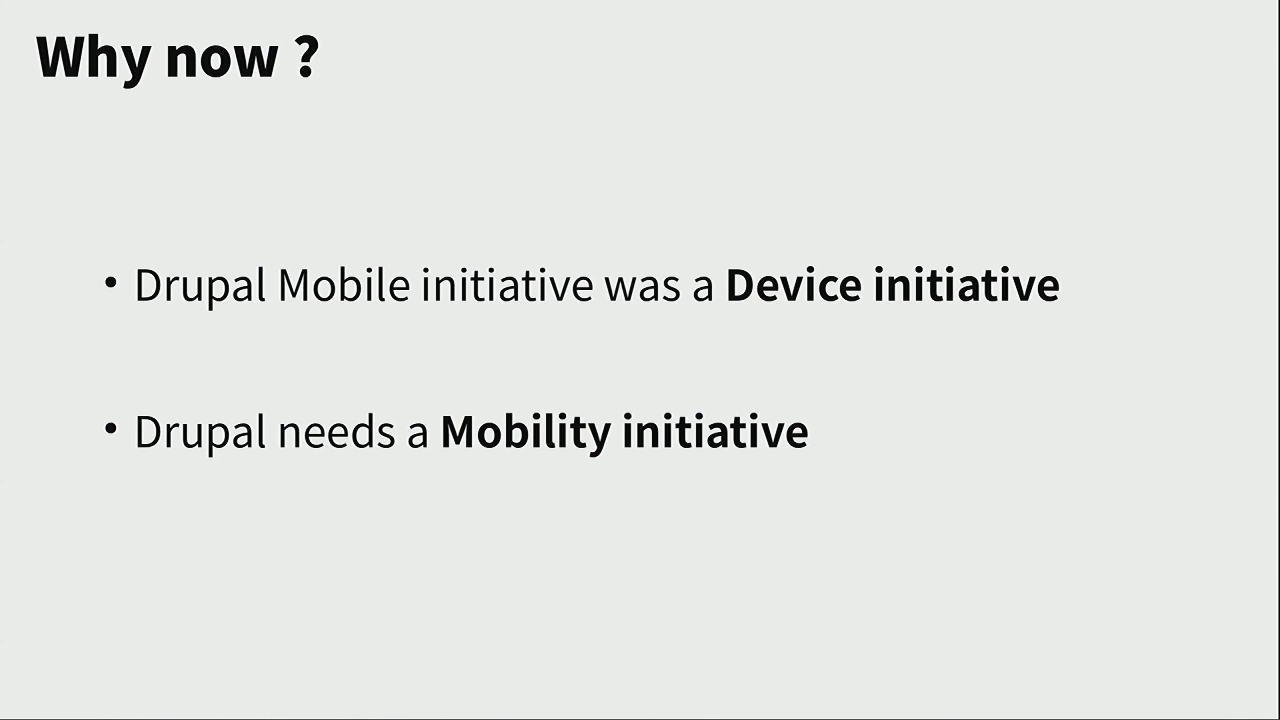 Why now ?
• Drupal Mobile initiative was a Device initiative
• Drupal needs a Mobility initiative